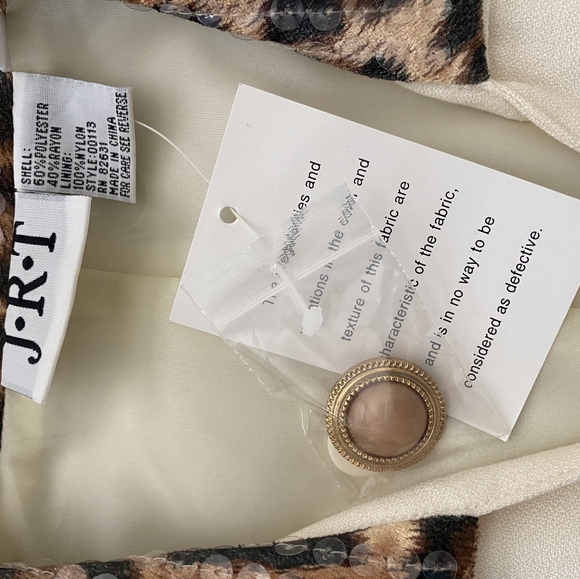 SHELL:
60%POLYESTER
40%RAYON
LINING:
100%NYLON
STYLE:00113
RN 82631
MADE IN CHINA
FOR CARE SEE REVERSE
J·R·T
and
in the color and
texture of this fabric are
characteristic of the fabric,
and is in no way to be
considered as defective.